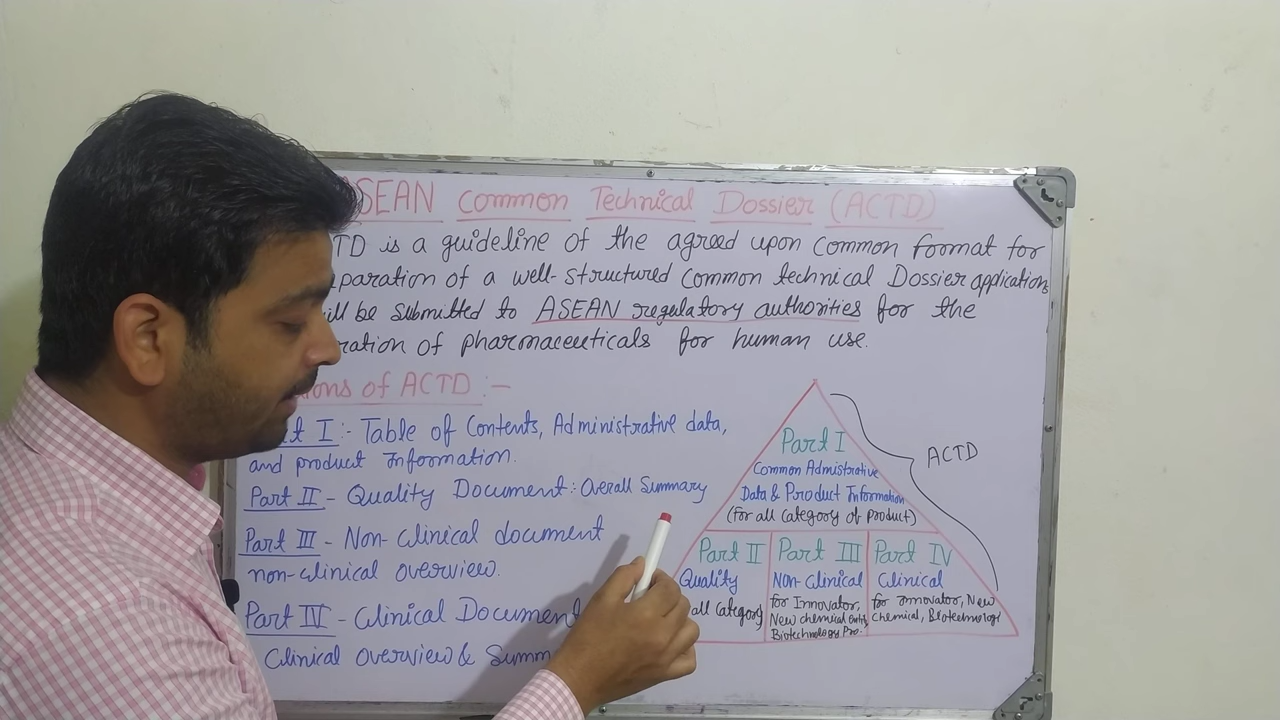 ASEAN Common Technical Dossier (ACTD)
TD is a guideline of the agreed upon common format for
paration of a well-structured common technical Dossier applications
ill be submitted to ASEAN regulatory authorities for the
ration of pharmaceuticals for human use.
ons of ACTD :-
t I :- Table of Contents, Administrative data,
and product Information.
Part II - Quality Document : Overall Summary
Part III - Non-Clinical document
non-clinical overview.
Part IV - Clinical Document
Clinical overview & Summ
Part I
Common Admistrative
Data & Product Information
(for all Category of product)
ACTD
Part II
Quality
all Category
Part III
Non-Clinical
for Innovator,
New chemical Entity
Biotechnology Pro.
Part IV
Clinical
for Innovator, New
Chemical, Biotechnology